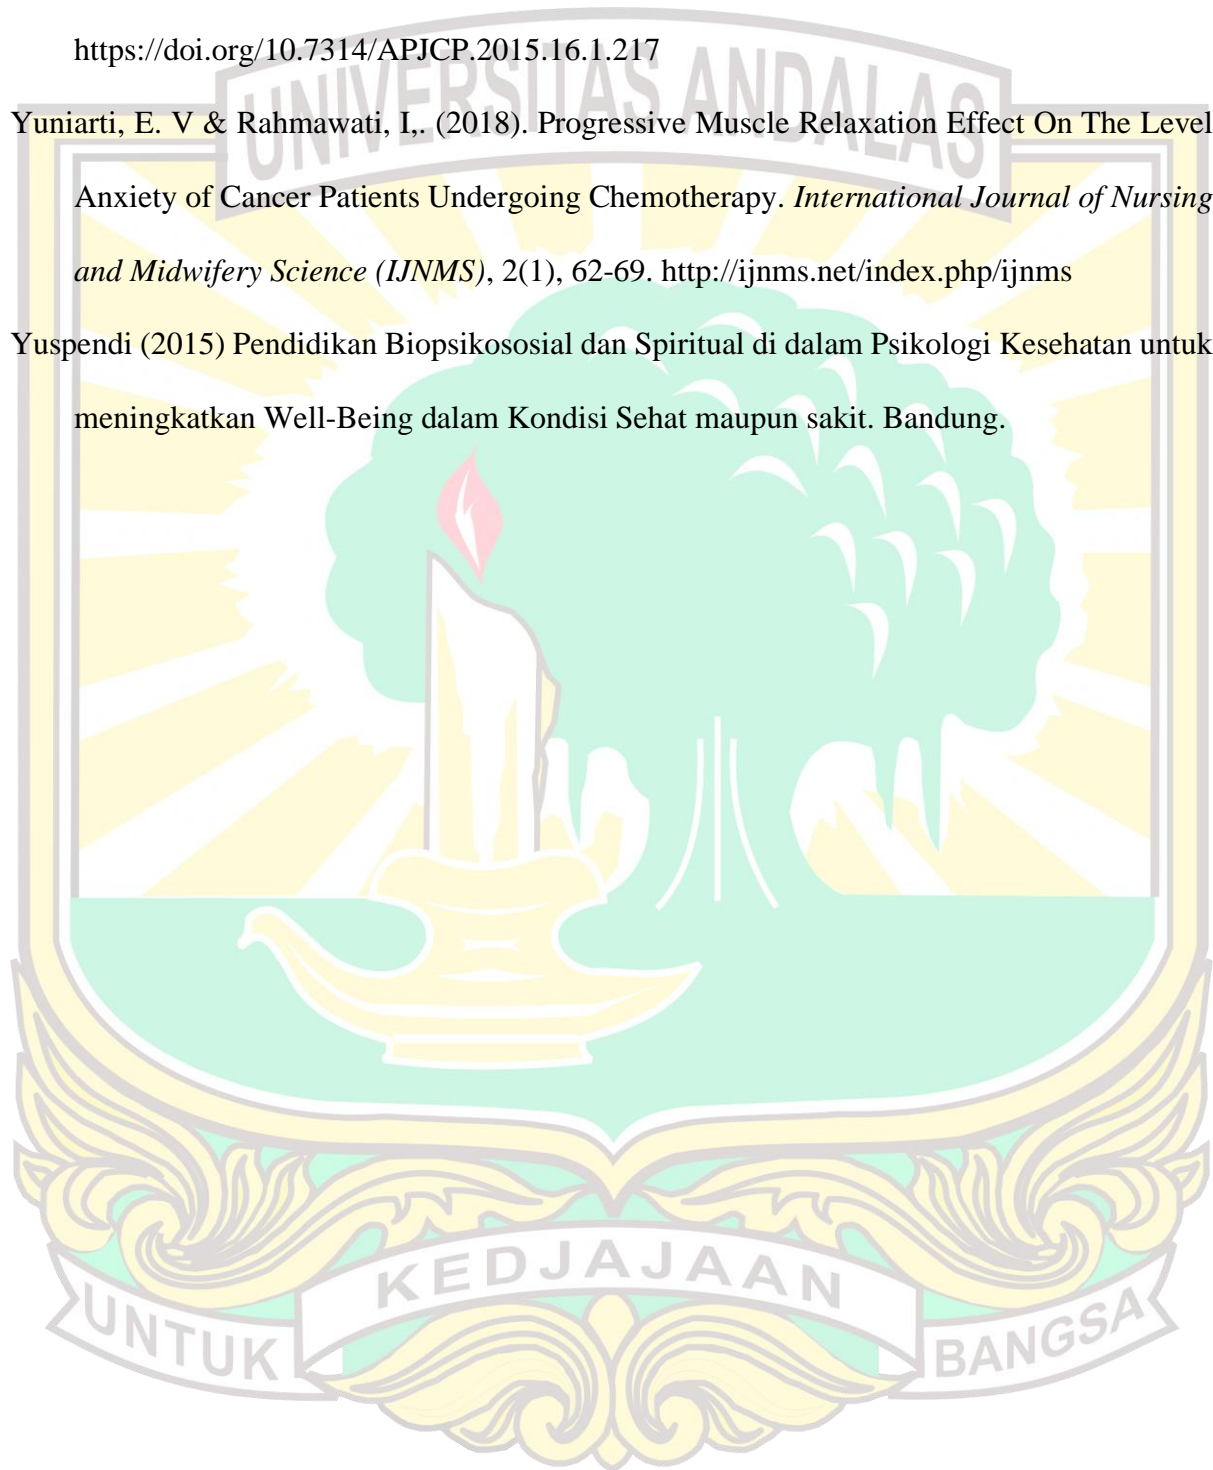 https://doi.org/10.7314/APJCP.2015.16.1.217
UNIVERSITAS ANDALAS
Yuniarti, E. V & Rahmawati, I,. (2018). Progressive Muscle Relaxation Effect On The Level
Anxiety of Cancer Patients Undergoing Chemotherapy. International Journal of Nursing
and Midwifery Science (IJNMS), 2(1), 62-69. http://ijnms.net/index.php/ijnms
Yuspendi (2015) Pendidikan Biopsikososial dan Spiritual di dalam Psikologi Kesehatan untuk
meningkatkan Well-Being dalam Kondisi Sehat maupun sakit. Bandung.
UNTUK KEDJAJAAN BANGSA